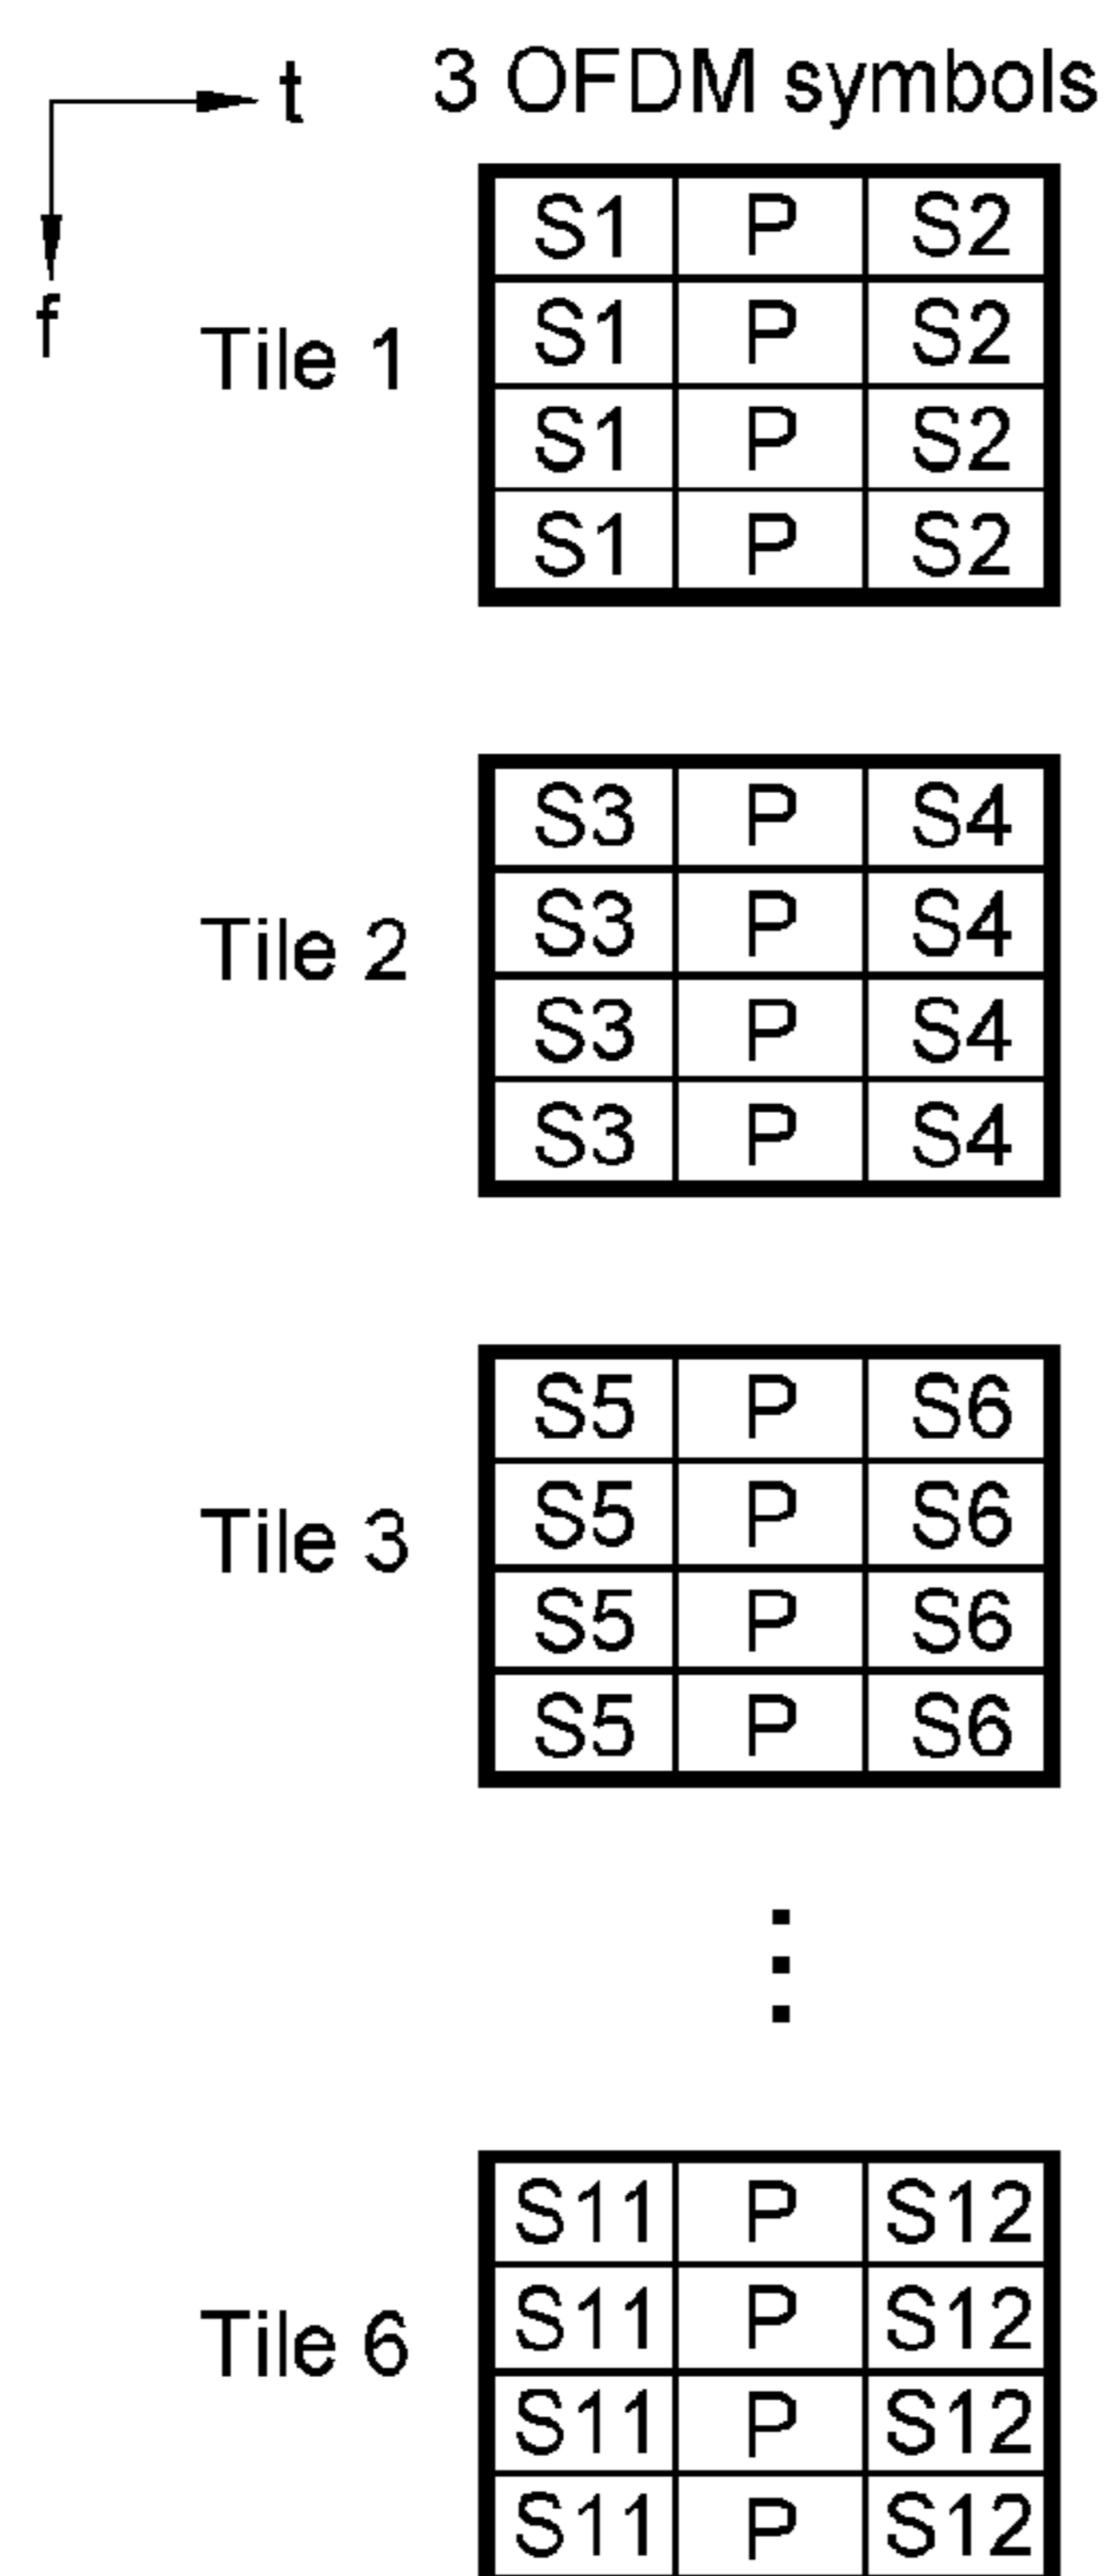 t 3 OFDM symbols
f
Tile 1
S1 P S2
S1 P S2
S1 P S2
S1 P S2
Tile 2
S3 P S4
S3 P S4
S3 P S4
S3 P S4
Tile 3
S5 P S6
S5 P S6
S5 P S6
S5 P S6
Tile 6
S11 P S12
S11 P S12
S11 P S12
S11 P S12